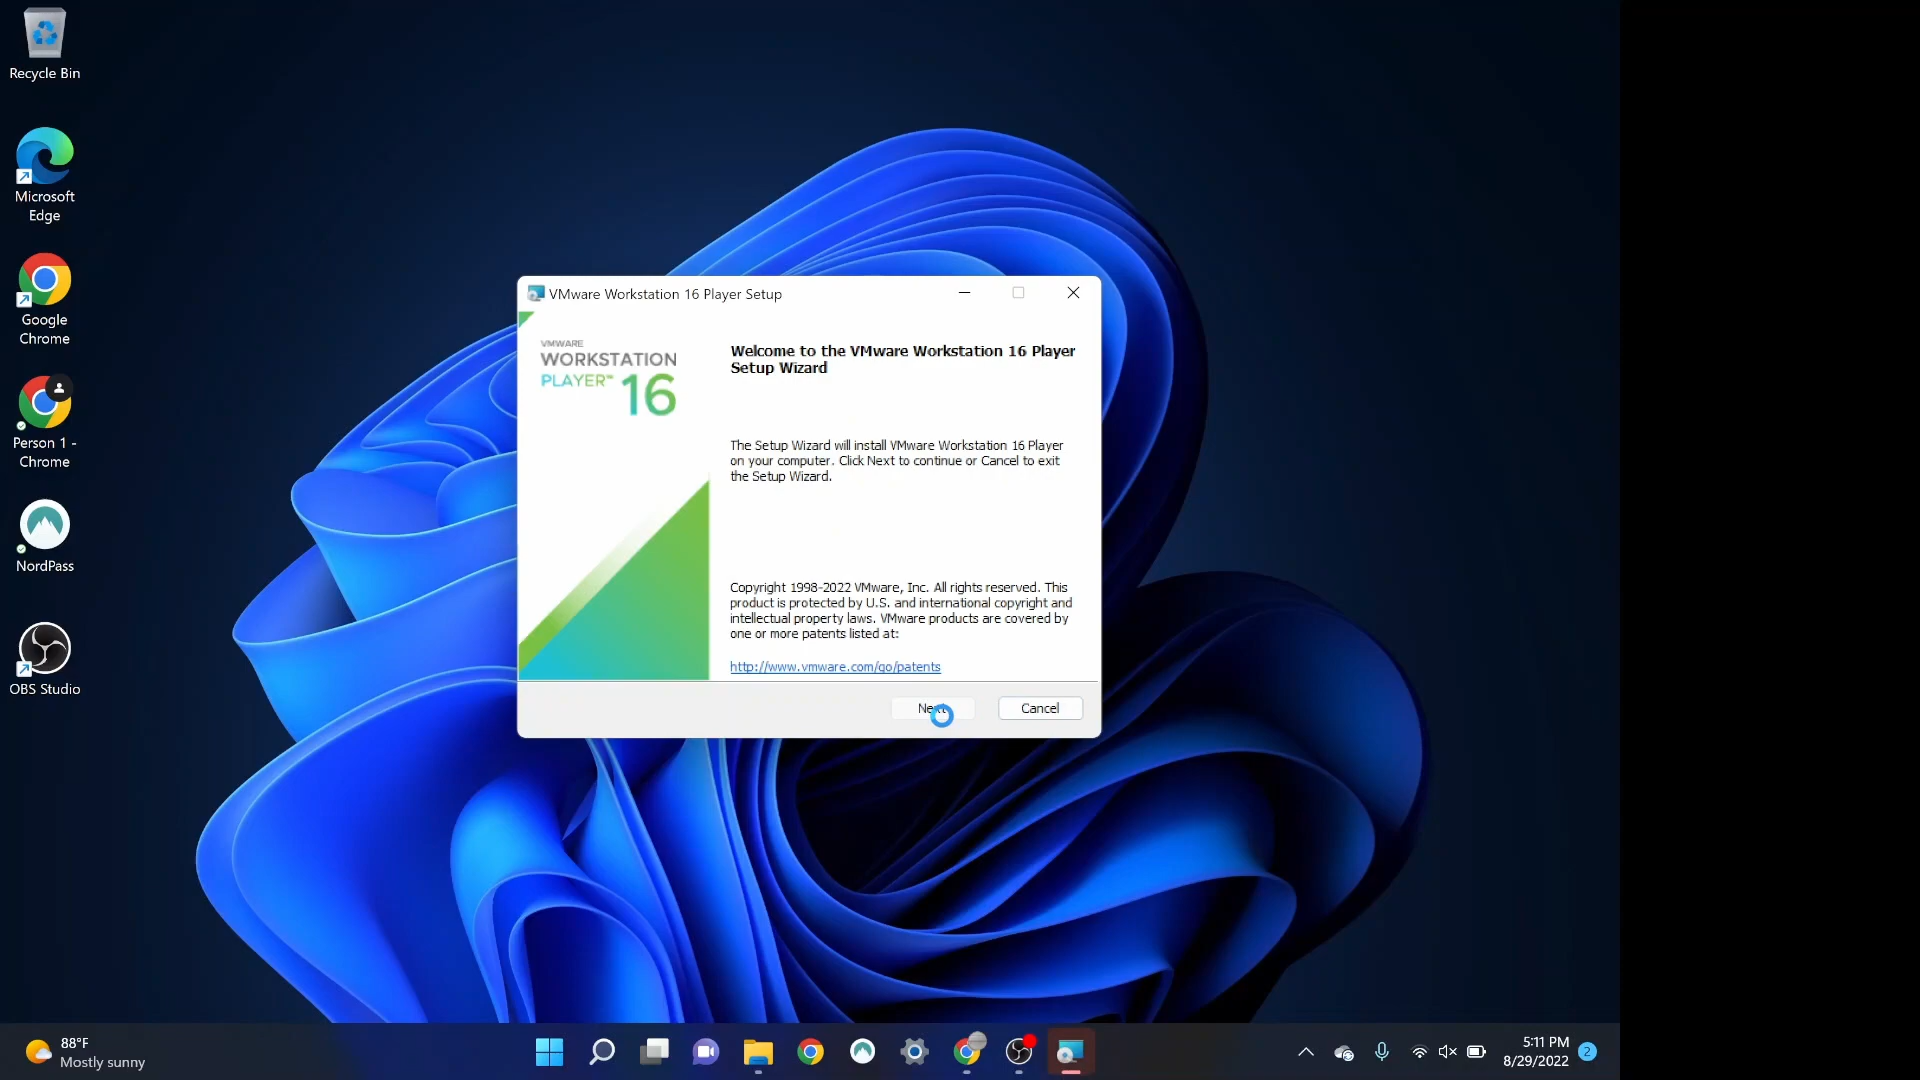 Recycle Bin
Microsoft
Edge
Google
Chrome
Person 1 -
Chrome
NordPass
OBS Studio
VMware Workstation 16 Player Setup
VMWARE
WORKSTATION
PLAYER™ 16
Welcome to the VMware Workstation 16 Player
Setup Wizard
The Setup Wizard will install VMware Workstation 16 Player
on your computer. Click Next to continue or Cancel to exit
the Setup Wizard.
Copyright 1998-2022 VMware, Inc. All rights reserved. This
product is protected by U.S. and international copyright and
intellectual property laws. VMware products are covered by
one or more patents listed at:
http://www.vmware.com/go/patents
Next
Cancel
88°F
Mostly sunny
5:11 PM
8/29/2022
2